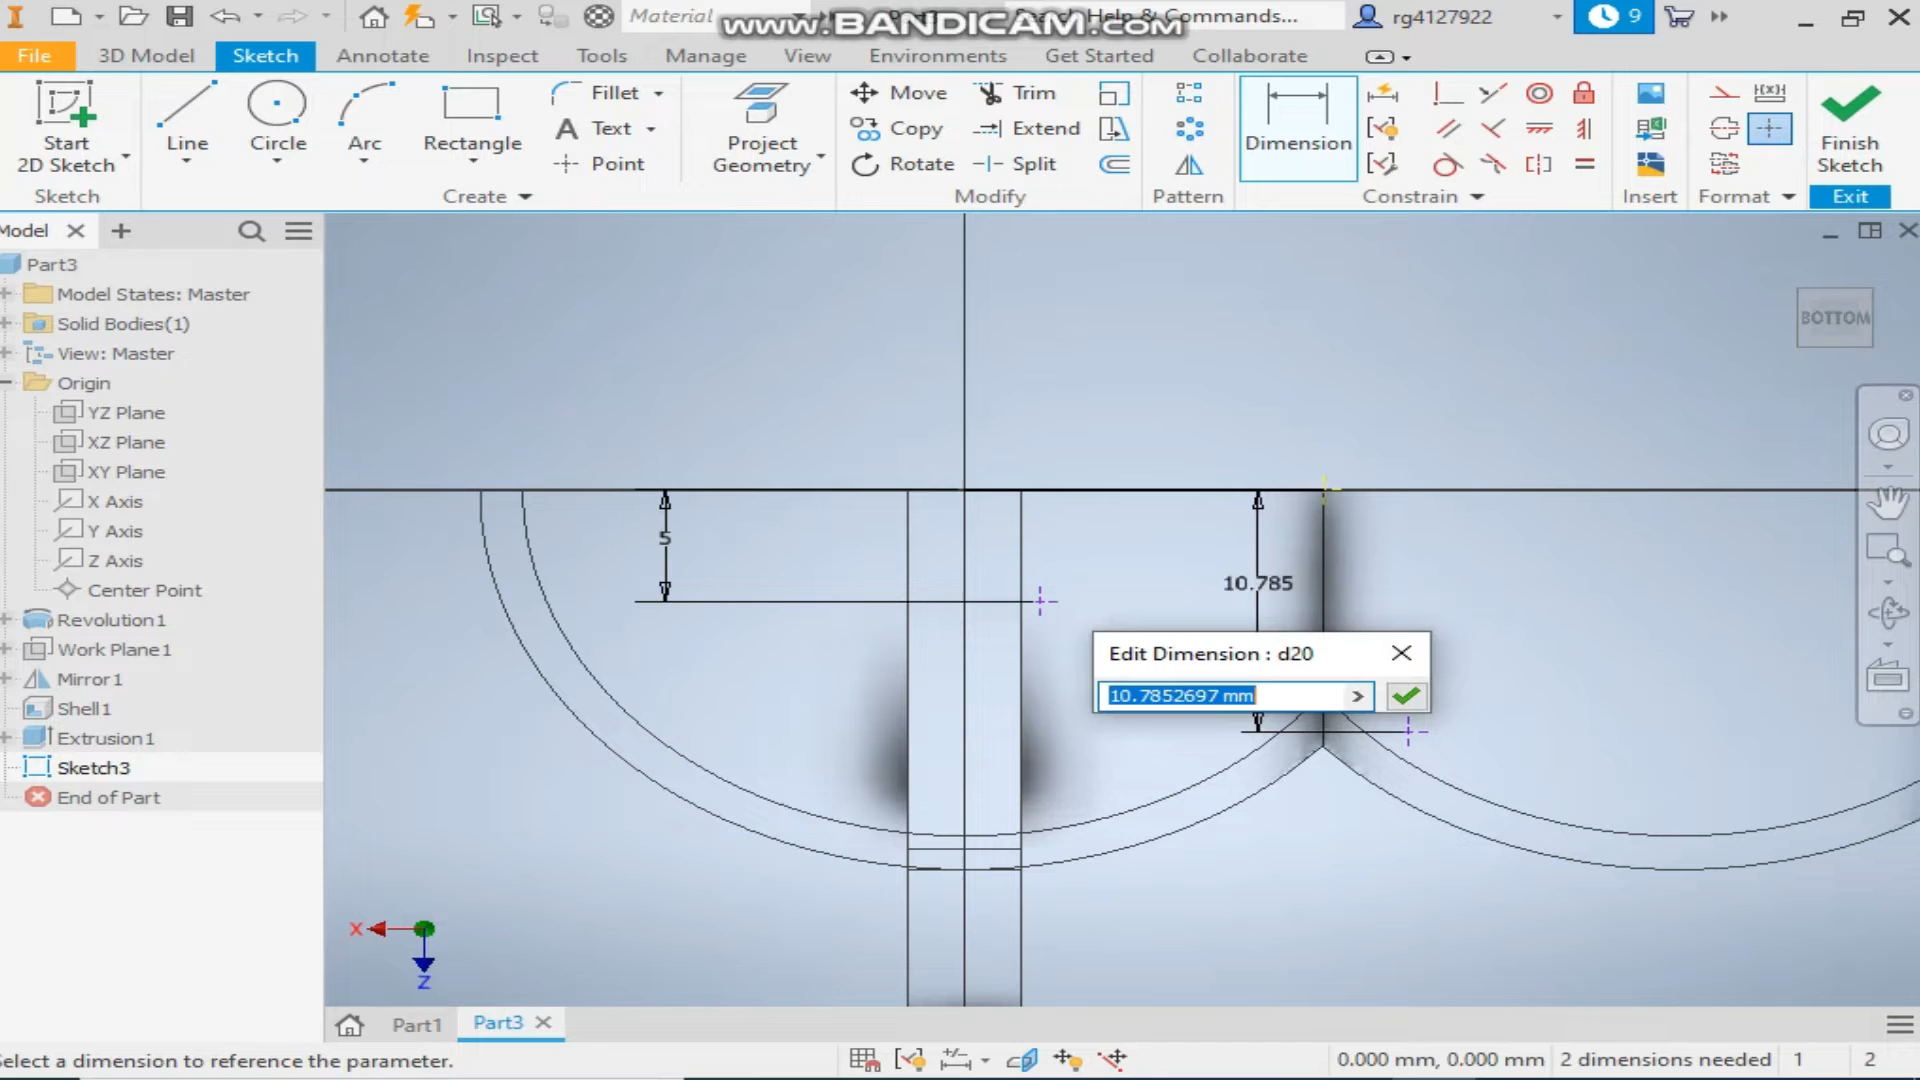 Material
www.BANDICAM.com
Search Help & Commands...
rg4127922
9
File
3D Model
Sketch
Annotate
Inspect
Tools
Manage
View
Environments
Get Started
Collaborate
Start
2D Sketch
Line
Circle
Arc
Rectangle
Fillet
Text
Point
Project
Geometry
Move
Copy
Rotate
Trim
Extend
Split
Dimension
Finish
Sketch
Sketch
Create
Modify
Pattern
Constrain
Insert
Format
Exit
Model
Part3
Model States: Master
Solid Bodies(1)
View: Master
Origin
YZ Plane
XZ Plane
XY Plane
X Axis
Y Axis
Z Axis
Center Point
Revolution1
Work Plane1
Mirror1
Shell1
Extrusion1
Sketch3
End of Part
BOTTOM
5
10.785
Edit Dimension : d20
10.7852697 mm
X
Z
Part1
Part3
Select a dimension to reference the parameter.
0.000 mm, 0.000 mm
2 dimensions needed
1
2